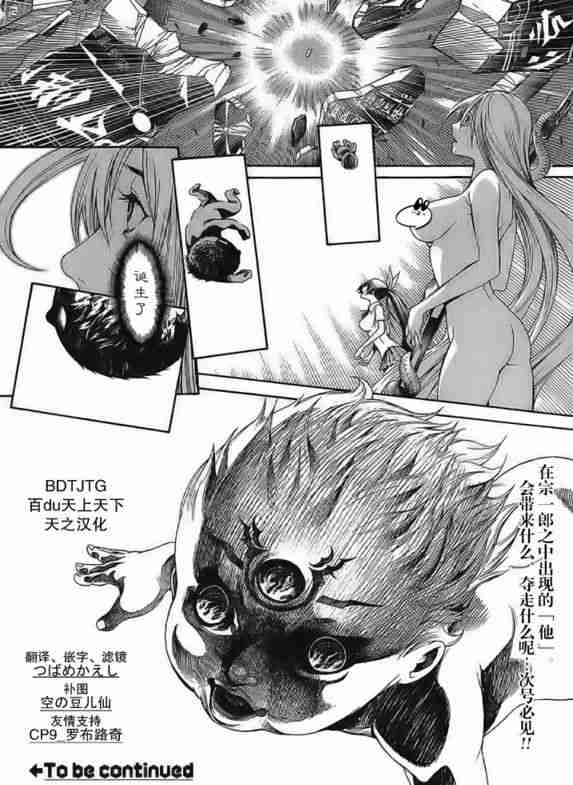 诞生了
在宗一郎之中出现的「他」。
会带来什么、夺走什么呢…次号必见!!
BDTJTG
百du天上天下
天之汉化
翻译、嵌字、滤镜
つばめかえし
补图
空の豆儿仙
友情支持
CP9_罗布路奇
←To be continued